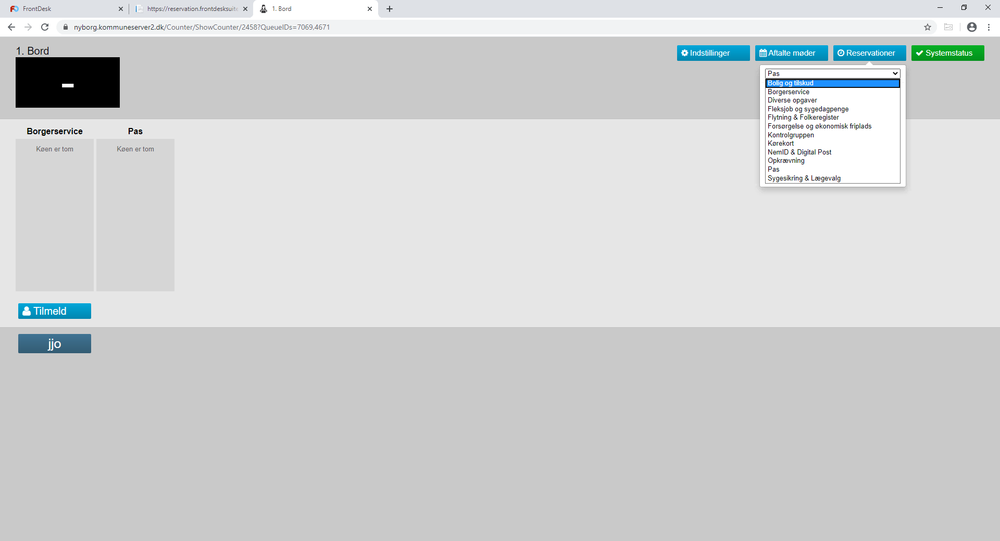 FrontDesk
https://reservation.frontdesksuite
1. Bord
nyborg.kommuneserver2.dk/Counter/ShowCounter/2458?QueueIDs=7069,4671
1. Bord
Indstillinger
Aftalte møder
Reservationer
Systemstatus
-
Pas
Bolig og tilskud
Borgerservice
Diverse opgaver
Fleksjob og sygedagpenge
Flytning & Folkeregister
Forsørgelse og økonomisk friplads
Kontrolgruppen
Kørekort
NemID & Digital Post
Opkrævning
Pas
Sygesikring & Lægevalg
Borgerservice
Pas
Køen er tom
Køen er tom
Tilmeld
jjo